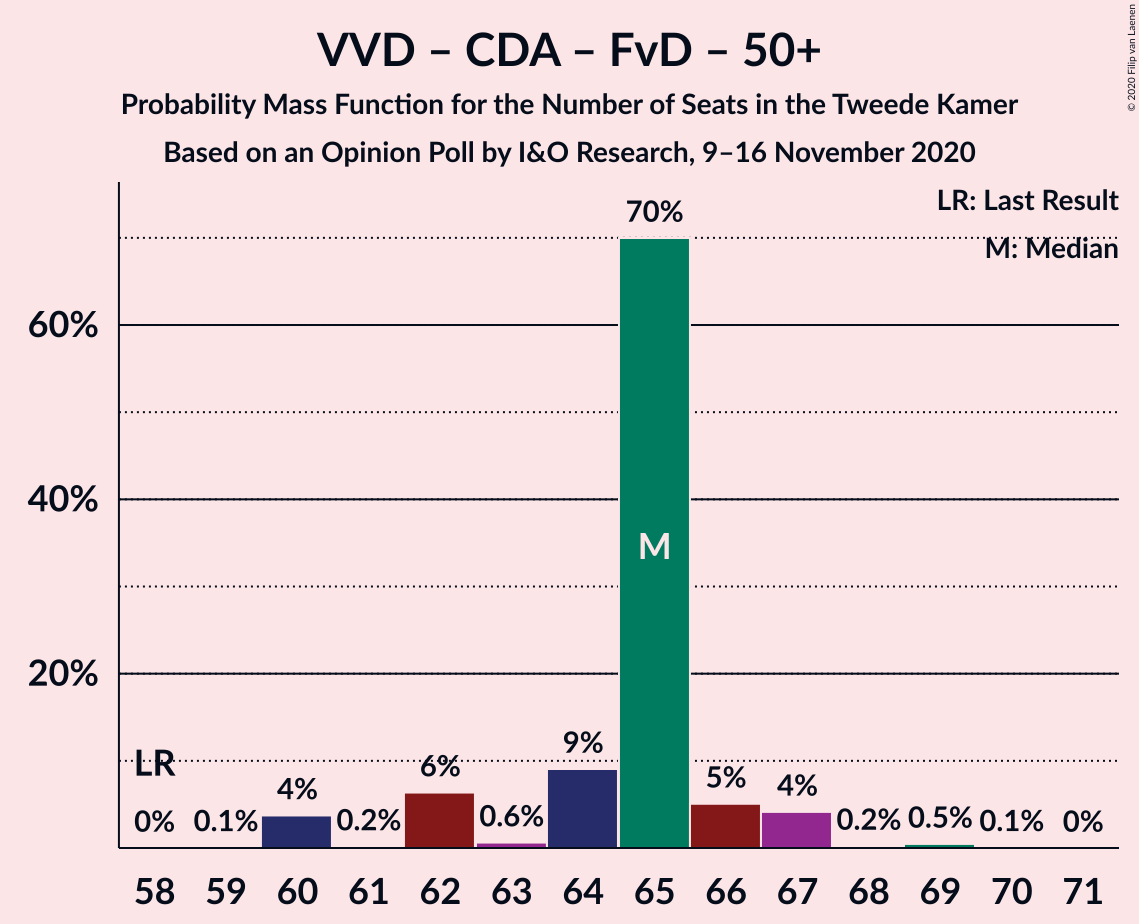 VVD – CDA – FvD – 50+
Probability Mass Function for the Number of Seats in the Tweede Kamer
Based on an Opinion Poll by I&O Research, 9–16 November 2020
© 2020 Filip van Laenen
LR: Last Result
M: Median
60%
40%
20%
LR
0%
0.1%
4%
0.2%
6%
0.6%
9%
70%
M
5%
4%
0.2%
0.5%
0.1%
0%
58 59 60 61 62 63 64 65 66 67 68 69 70 71